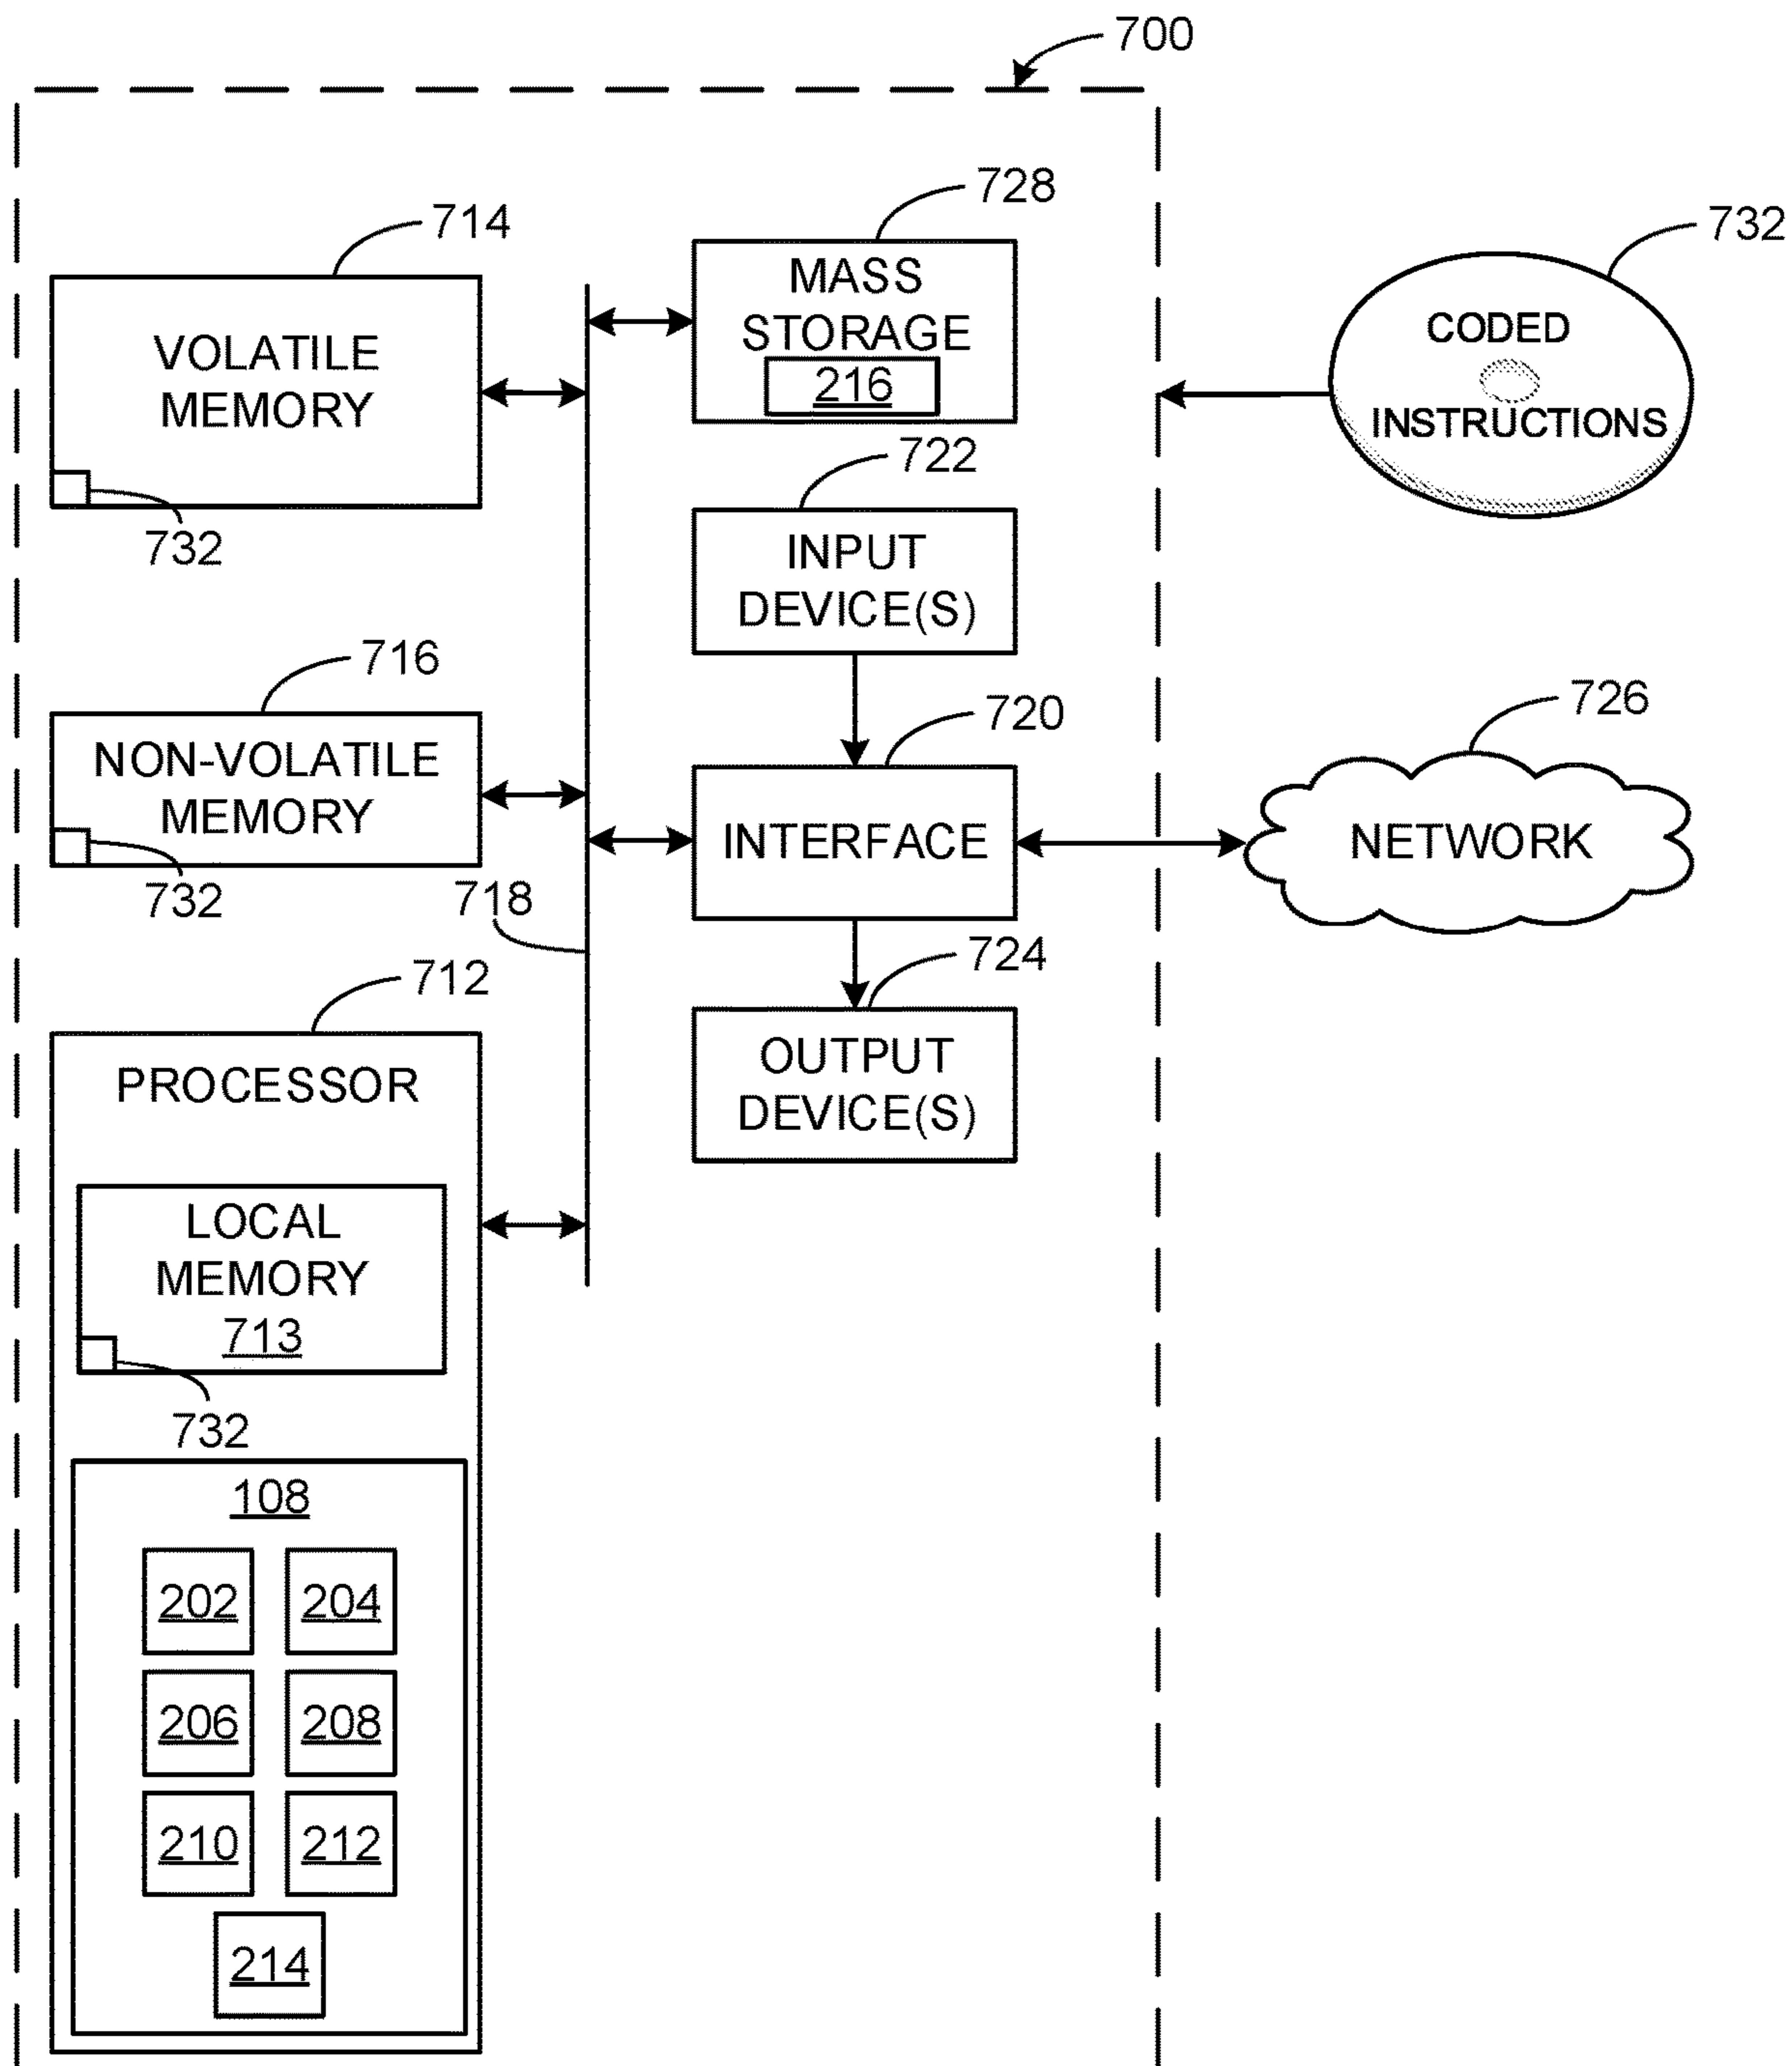 700
728
714
732
MASS
STORAGE
216
VOLATILE
MEMORY
CODED
INSTRUCTIONS
722
732
INPUT
DEVICE(S)
716
720
726
NON-VOLATILE
MEMORY
INTERFACE
NETWORK
732
718
724
712
OUTPUT
DEVICE(S)
PROCESSOR
LOCAL
MEMORY
713
732
108
202
204
206
208
210
212
214